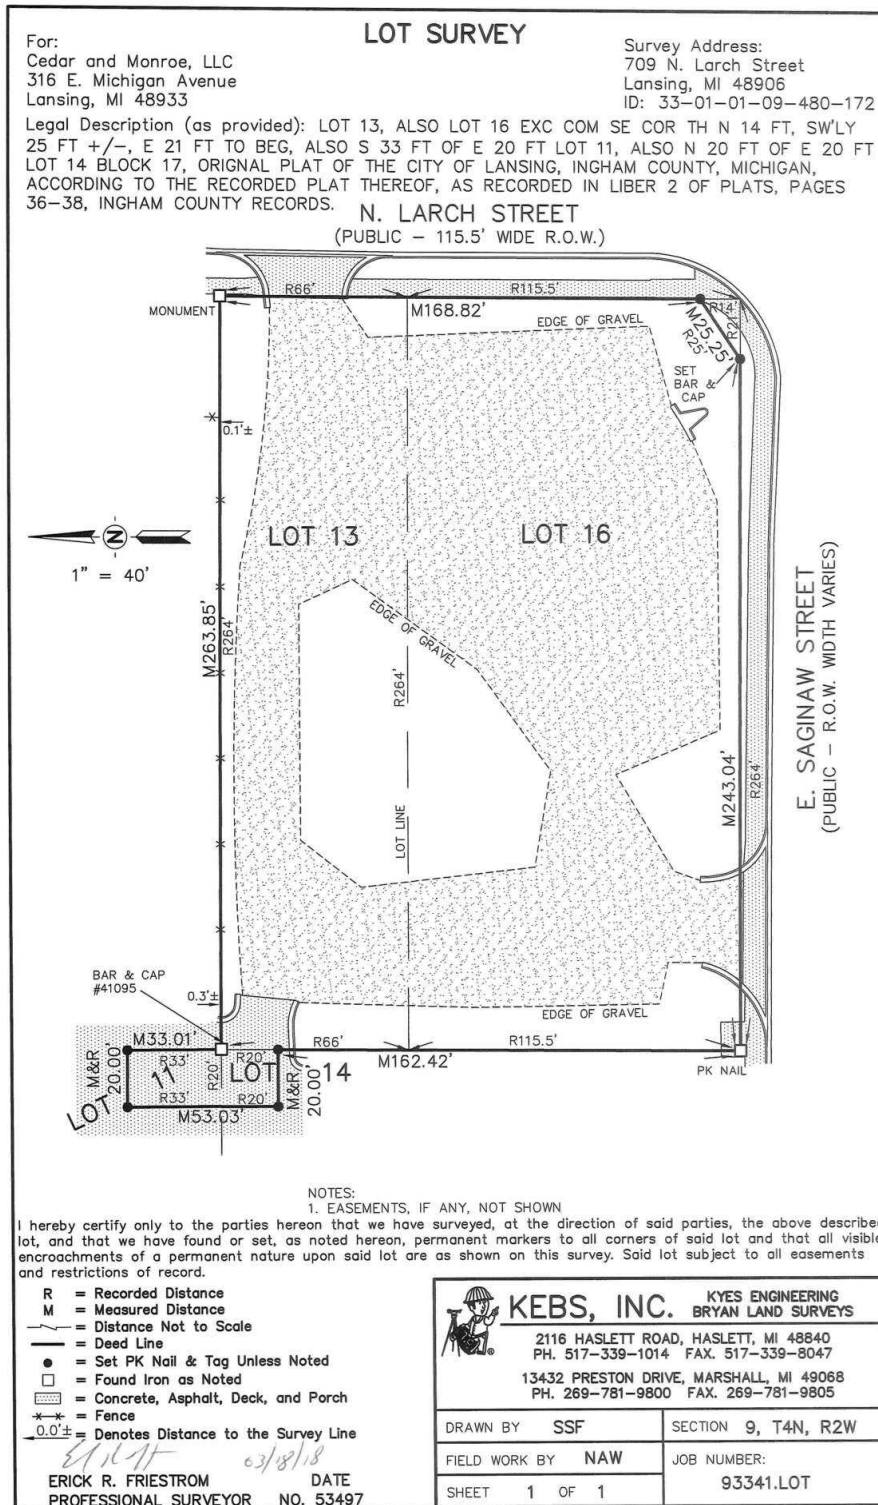 LOT SURVEY
For:
Cedar and Monroe, LLC
316 E. Michigan Avenue
Lansing, MI 48933
Survey Address:
709 N. Larch Street
Lansing, MI 48906
ID: 33-01-01-09-480-172
Legal Description (as provided): LOT 13, ALSO LOT 16 EXC COM SE COR TH N 14 FT, SW'LY
25 FT +/-, E 21 FT TO BEG, ALSO S 33 FT OF E 20 FT LOT 11, ALSO N 20 FT OF E 20 FT
LOT 14 BLOCK 17, ORIGNAL PLAT OF THE CITY OF LANSING, INGHAM COUNTY, MICHIGAN,
ACCORDING TO THE RECORDED PLAT THEREOF, AS RECORDED IN LIBER 2 OF PLATS, PAGES
36-38, INGHAM COUNTY RECORDS.
N. LARCH STREET
(PUBLIC - 115.5' WIDE R.O.W.)
R66'
R115.5'
MONUMENT
M168.82'
R14'
R21'
EDGE OF GRAVEL
M25.25'
R25'
SET
BAR &
CAP
0.1'±
LOT 13
LOT 16
N
1" = 40'
M263.85'
R264'
EDGE OF GRAVEL
R264'
LOT LINE
M243.04'
R264'
E. SAGINAW STREET
(PUBLIC - R.O.W. WIDTH VARIES)
BAR & CAP
#41095
0.3'±
EDGE OF GRAVEL
M33.01'
R33'
R20'
R20'
R66'
R115.5'
M162.42'
PK NAIL
M&R
20.00'
LOT 11
LOT 14
M&R
20.00'
R33'
R20'
M53.03'
NOTES:
1. EASEMENTS, IF ANY, NOT SHOWN
I hereby certify only to the parties hereon that we have surveyed, at the direction of said parties, the above described
lot, and that we have found or set, as noted hereon, permanent markers to all corners of said lot and that all visible
encroachments of a permanent nature upon said lot are as shown on this survey. Said lot subject to all easements
and restrictions of record.
R = Recorded Distance
M = Measured Distance
= Distance Not to Scale
= Deed Line
= Set PK Nail & Tag Unless Noted
= Found Iron as Noted
= Concrete, Asphalt, Deck, and Porch
= Fence
0.0'± = Denotes Distance to the Survey Line
03/18/18
ERICK R. FRIESTROM DATE
PROFESSIONAL SURVEYOR NO. 53497
KEBS, INC. KYES ENGINEERING
BRYAN LAND SURVEYS
2116 HASLETT ROAD, HASLETT, MI 48840
PH. 517-339-1014 FAX. 517-339-8047
13432 PRESTON DRIVE, MARSHALL, MI 49068
PH. 269-781-9800 FAX. 269-781-9805
DRAWN BY SSF
SECTION 9, T4N, R2W
FIELD WORK BY NAW
JOB NUMBER:
93341.LOT
SHEET 1 OF 1